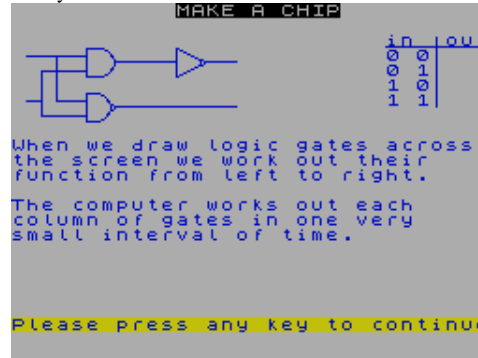 MAKE A CHIP
in ou
0 0
0 1
1 0
1 1
When we draw logic gates across
the screen we work out their
function from left to right.
The computer works out each
column of gates in one very
small interval of time.
Please press any key to continu